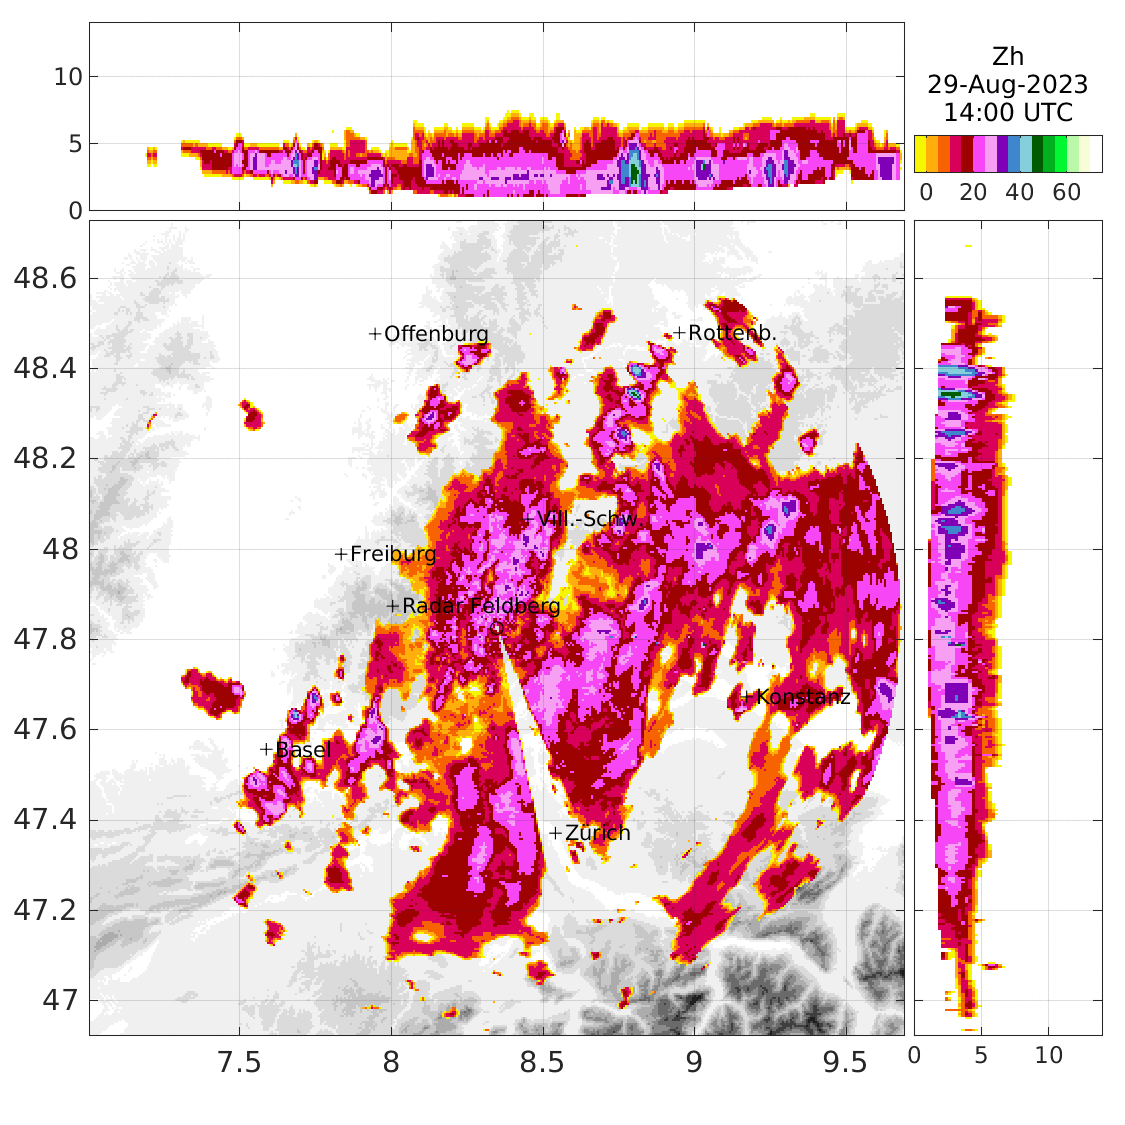 10
5
0
Zh
29-Aug-2023
14:00 UTC
0 20 40 60
48.6
48.4
48.2
48
47.8
47.6
47.4
47.2
47
+Offenburg
+Rottenb.
+Vill.-Schw.
+Freiburg
+Radar Feldberg
+Konstanz
+Basel
+Zürich
7.5 8 8.5 9 9.5
0 5 10